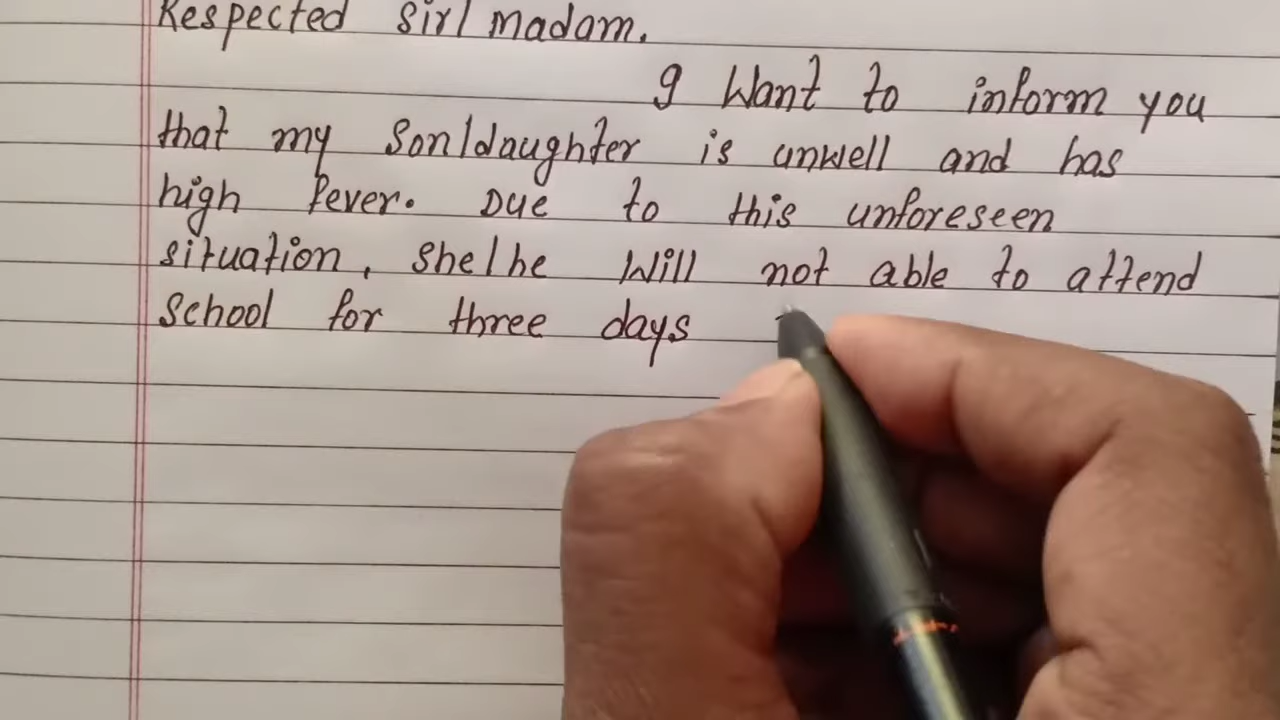 Respected Sir/madam.
I Want to inform you
that my Son/daughter is unwell and has
high fever. Due to this unforeseen
situation, She/he Will not able to attend
School for three days